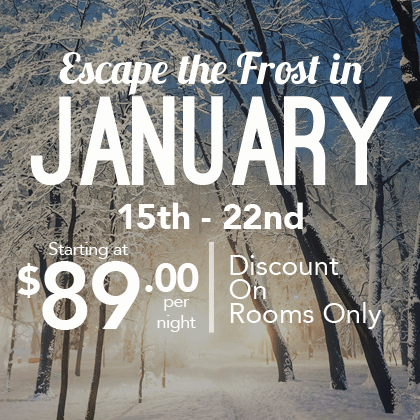 Escape the Frost in
JANUARY
15th - 22nd
Starting at
$89.00
per
night
Discount
On
Rooms Only